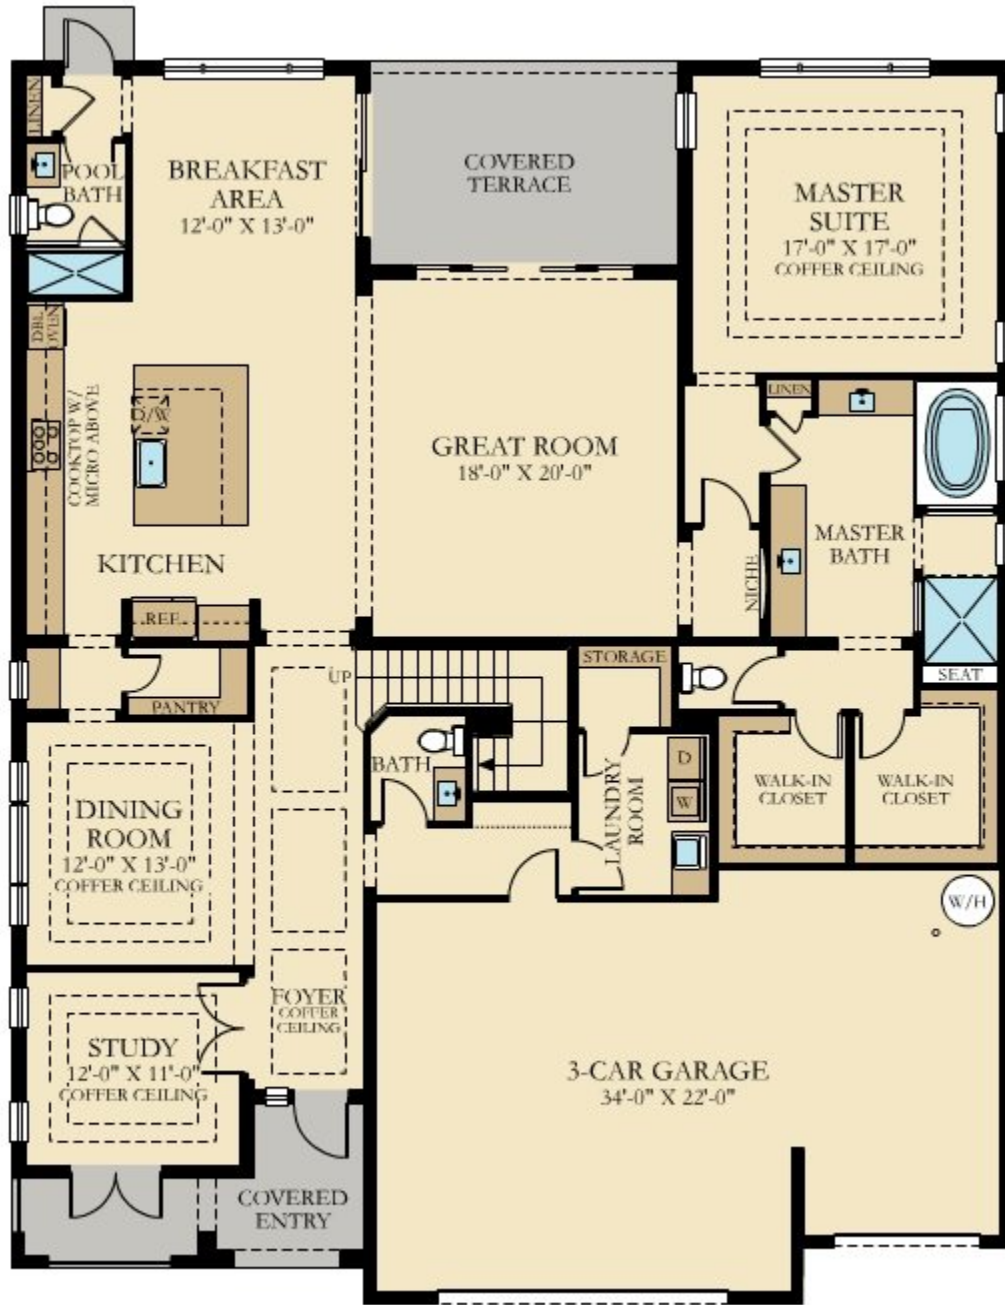 LINEN
POOL
BATH
BREAKFAST
AREA
12'-0" X 13'-0"
COVERED
TERRACE
MASTER
SUITE
17'-0" X 17'-0"
COFFER CEILING
DBL
OVEN
COOKTOP W/
MICRO ABOVE
D/W
KITCHEN
REF.
GREAT ROOM
18'-0" X 20'-0"
LINEN
MASTER
BATH
NICHE
SEAT
PANTRY
UP
STORAGE
BATH
LAUNDRY
ROOM
D
W
WALK-IN
CLOSET
WALK-IN
CLOSET
DINING
ROOM
12'-0" X 13'-0"
COFFER CEILING
W/H
FOYER
COFFER
CEILING
STUDY
12'-0" X 11'-0"
COFFER CEILING
3-CAR GARAGE
34'-0" X 22'-0"
COVERED
ENTRY